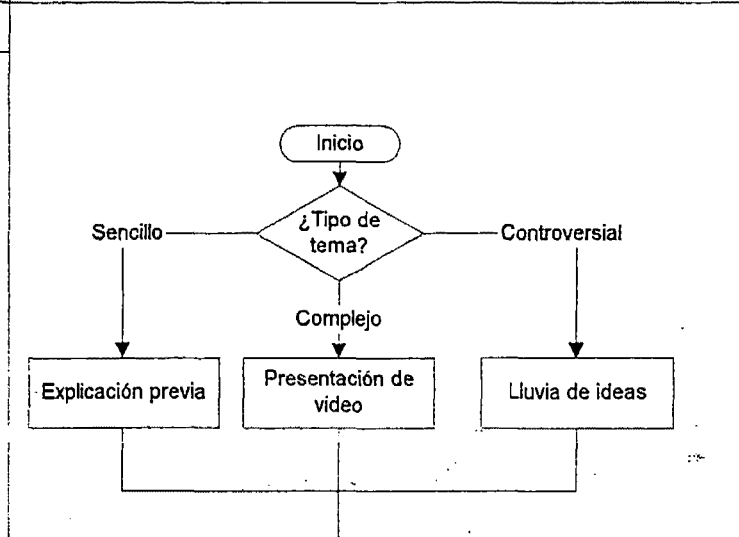 Inicio
¿Tipo de
tema?
Sencillo
Controversial
Complejo
Explicación previa
Presentación de
video
Lluvia de ideas